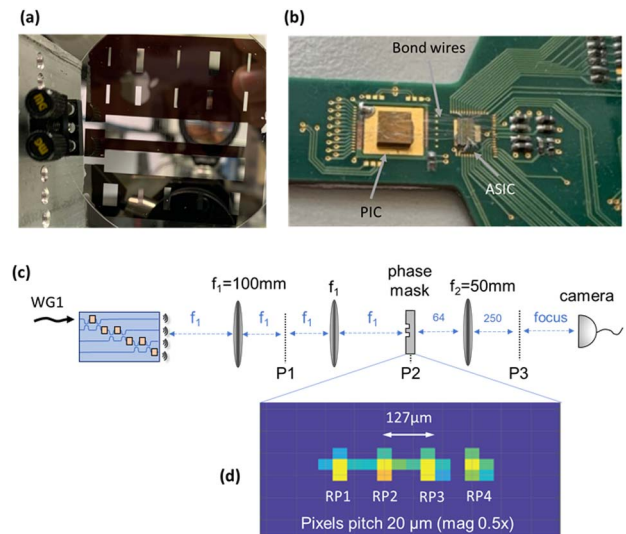 (a)
(b)
Bond wires
PIC
ASIC
(c)
WG1
f₁=100mm
f₁
phase mask
f₂=50mm
camera
f₁
f₁
f₁
f₁
64
250
focus
P1
P2
P3
(d)
127μm
RP1
RP2
RP3
RP4
Pixels pitch 20 μm (mag 0.5x)